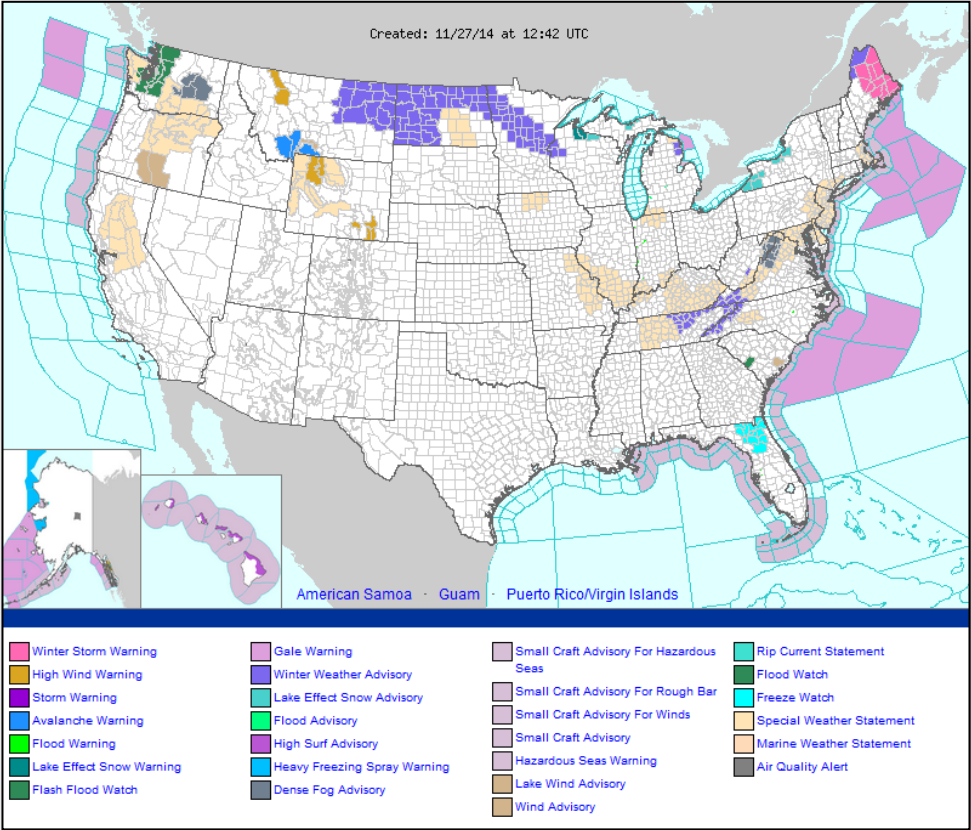 Created: 11/27/14 at 12:42 UTC
American Samoa · Guam · Puerto Rico/Virgin Islands
Winter Storm Warning
High Wind Warning
Storm Warning
Avalanche Warning
Flood Warning
Lake Effect Snow Warning
Flash Flood Watch
Gale Warning
Winter Weather Advisory
Lake Effect Snow Advisory
Flood Advisory
High Surf Advisory
Heavy Freezing Spray Warning
Dense Fog Advisory
Small Craft Advisory For Hazardous
Seas
Small Craft Advisory For Rough Bar
Small Craft Advisory For Winds
Small Craft Advisory
Hazardous Seas Warning
Lake Wind Advisory
Wind Advisory
Rip Current Statement
Flood Watch
Freeze Watch
Special Weather Statement
Marine Weather Statement
Air Quality Alert